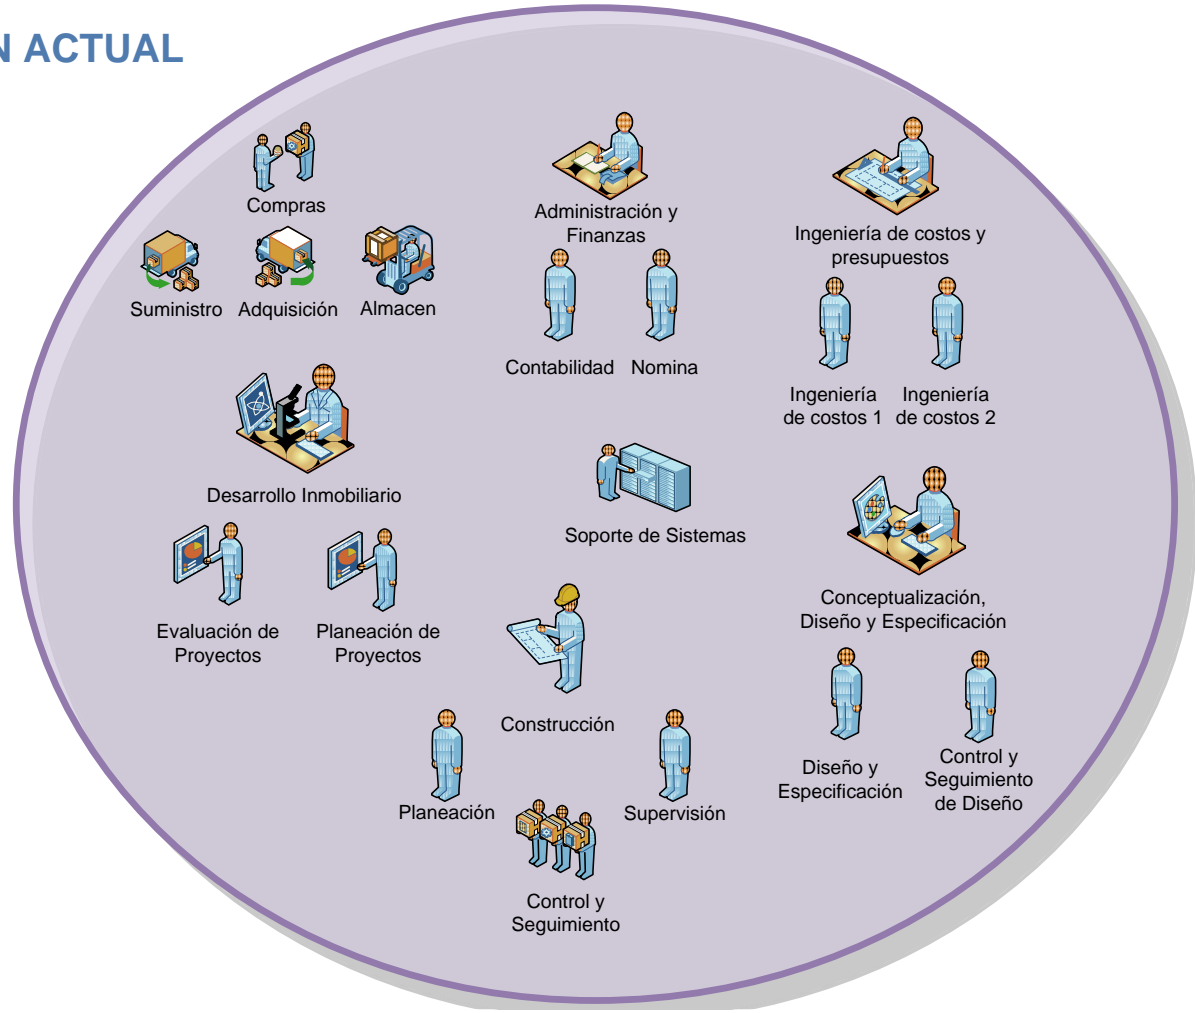 N ACTUAL
Compras
Suministro
Adquisición
Almacen
Administración y
Finanzas
Contabilidad
Nomina
Ingeniería de costos y
presupuestos
Ingeniería
de costos 1
Ingeniería
de costos 2
Desarrollo Inmobiliario
Evaluación de
Proyectos
Planeación de
Proyectos
Soporte de Sistemas
Conceptualización,
Diseño y Especificación
Diseño y
Especificación
Control y
Seguimiento
de Diseño
Construcción
Planeación
Supervisión
Control y
Seguimiento